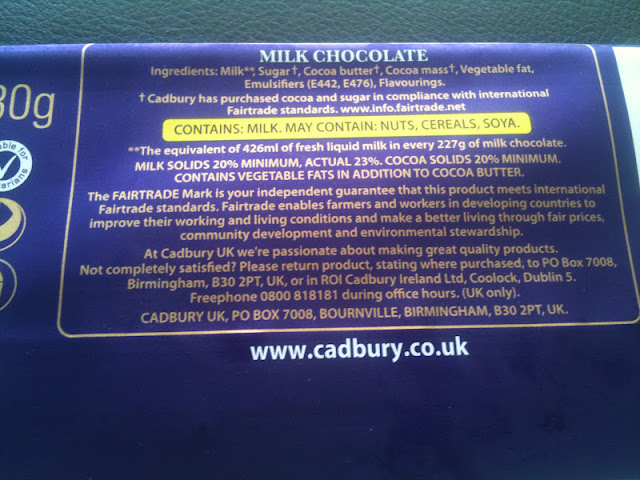 MILK CHOCOLATE
Ingredients: Milk**, Sugar†, Cocoa butter†, Cocoa mass†, Vegetable fat,
Emulsifiers (E442, E476), Flavourings.
† Cadbury has purchased cocoa and sugar in compliance with international
Fairtrade standards. www.info.fairtrade.net
CONTAINS: MILK. MAY CONTAIN: NUTS, CEREALS, SOYA.
**The equivalent of 426ml of fresh liquid milk in every 227g of milk chocolate.
MILK SOLIDS 20% MINIMUM, ACTUAL 23%. COCOA SOLIDS 20% MINIMUM.
CONTAINS VEGETABLE FATS IN ADDITION TO COCOA BUTTER.
The FAIRTRADE Mark is your independent guarantee that this product meets international
Fairtrade standards. Fairtrade enables farmers and workers in developing countries to
improve their working and living conditions and make a better living through fair prices,
community development and environmental stewardship.
At Cadbury UK we're passionate about making great quality products.
Not completely satisfied? Please return product, stating where purchased, to PO Box 7008,
Birmingham, B30 2PT, UK, or in ROI Cadbury Ireland Ltd, Coolock, Dublin 5.
Freephone 0800 818181 during office hours. (UK only).
CADBURY UK, PO BOX 7008, BOURNVILLE, BIRMINGHAM, B30 2PT, UK.
www.cadbury.co.uk
30g